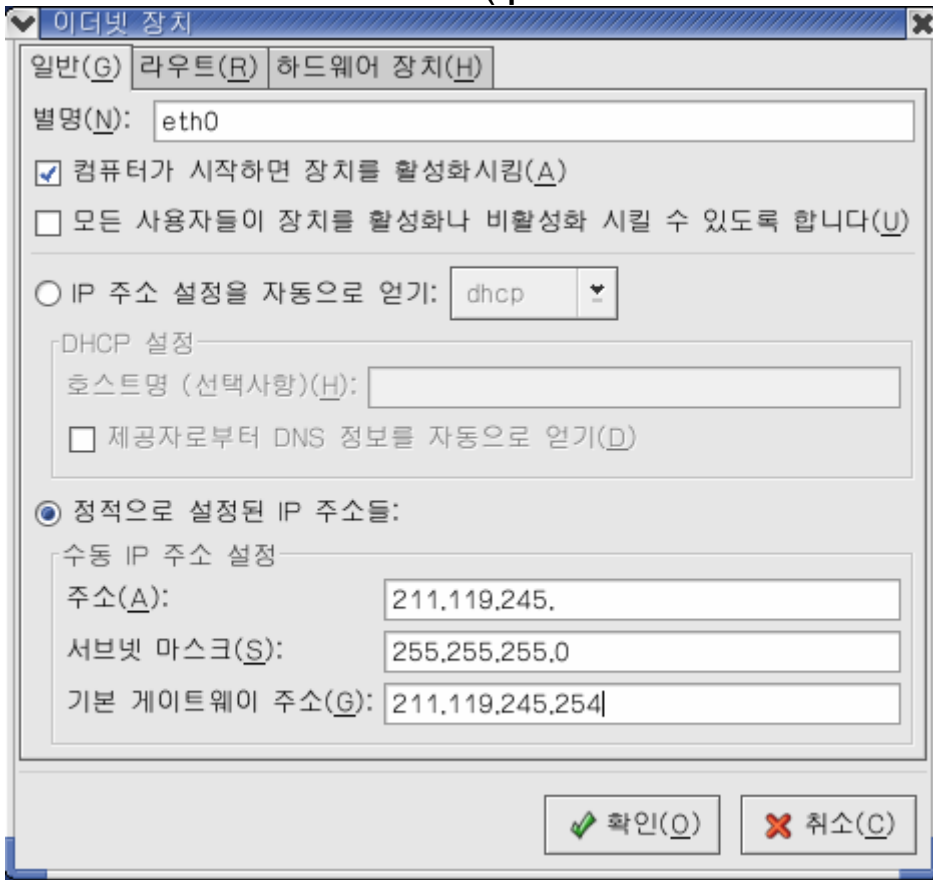 이더넷 장치
일반(G) 라우트(R) 하드웨어 장치(H)
별명(N): eth0
컴퓨터가 시작하면 장치를 활성화시킴(A)
모든 사용자들이 장치를 활성화나 비활성화 시킬 수 있도록 합니다(U)
IP 주소 설정을 자동으로 얻기: dhcp
DHCP 설정
호스트명 (선택사항)(H):
제공자로부터 DNS 정보를 자동으로 얻기(D)
정적으로 설정된 IP 주소들:
수동 IP 주소 설정
주소(A): 211.119.245.
서브넷 마스크(S): 255.255.255.0
기본 게이트웨이 주소(G): 211.119.245.254
확인(O) 취소(C)